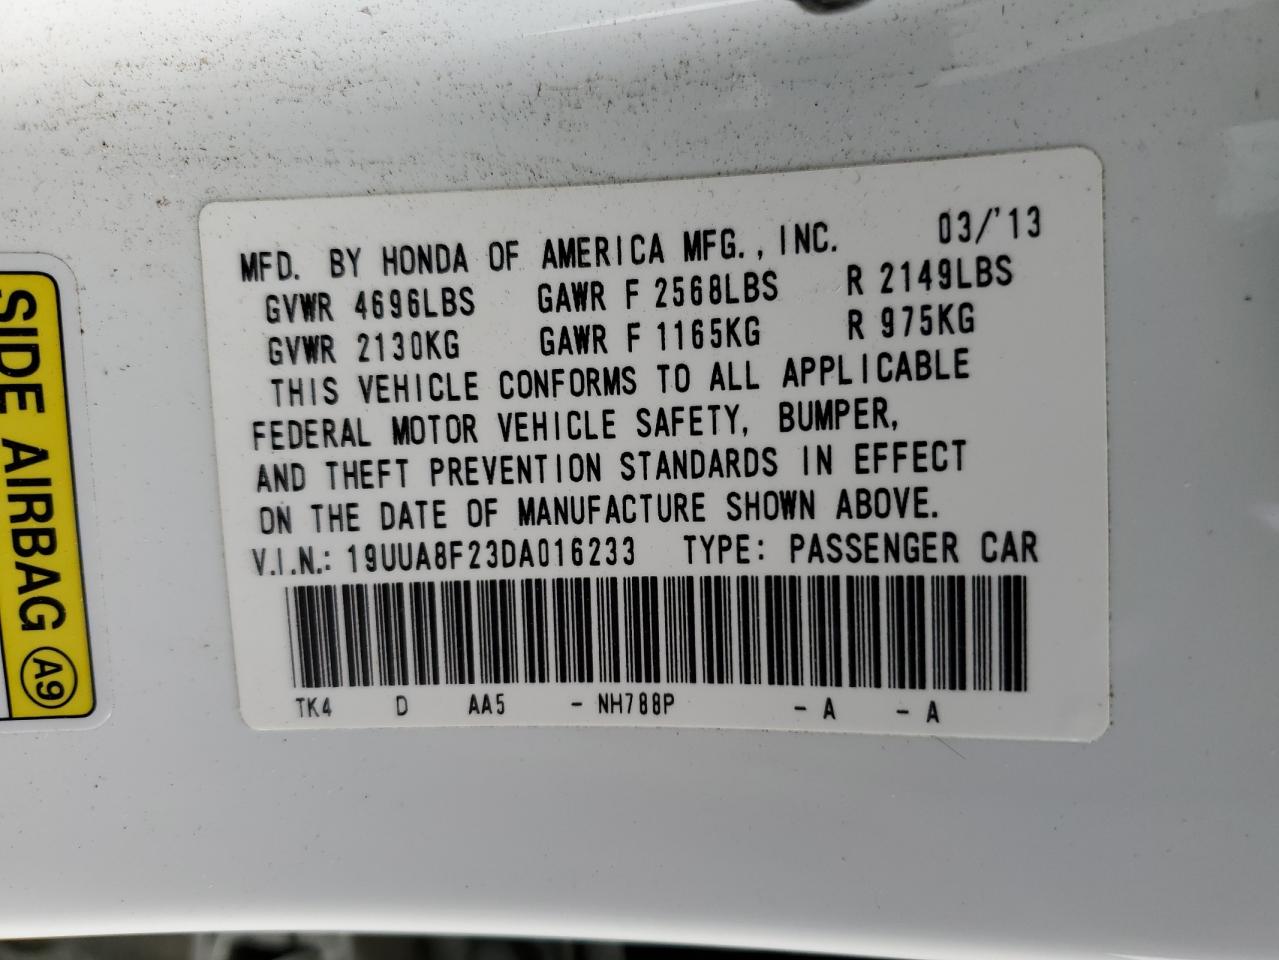 MFD. BY HONDA OF AMERICA MFG., INC. 03/'13
GVWR 4696LBS GAWR F 2568LBS R 2149LBS
GVWR 2130KG GAWR F 1165KG R 975KG
THIS VEHICLE CONFORMS TO ALL APPLICABLE
FEDERAL MOTOR VEHICLE SAFETY, BUMPER,
AND THEFT PREVENTION STANDARDS IN EFFECT
ON THE DATE OF MANUFACTURE SHOWN ABOVE.
V.I.N.: 19UUA8F23DA016233 TYPE: PASSENGER CAR
TK4 D AA5 - NH788P - A - A
SIDE AIRBAG A9